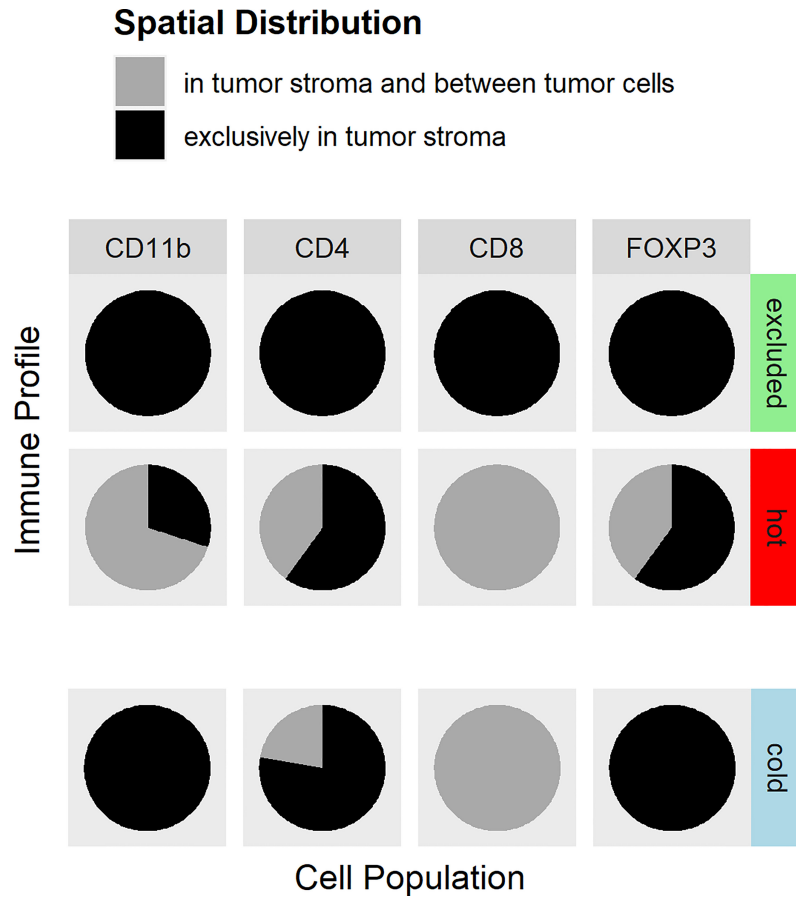 Spatial Distribution
in tumor stroma and between tumor cells
exclusively in tumor stroma
CD11b CD4 CD8 FOXP3
Immune Profile
excluded
hot
cold
Cell Population